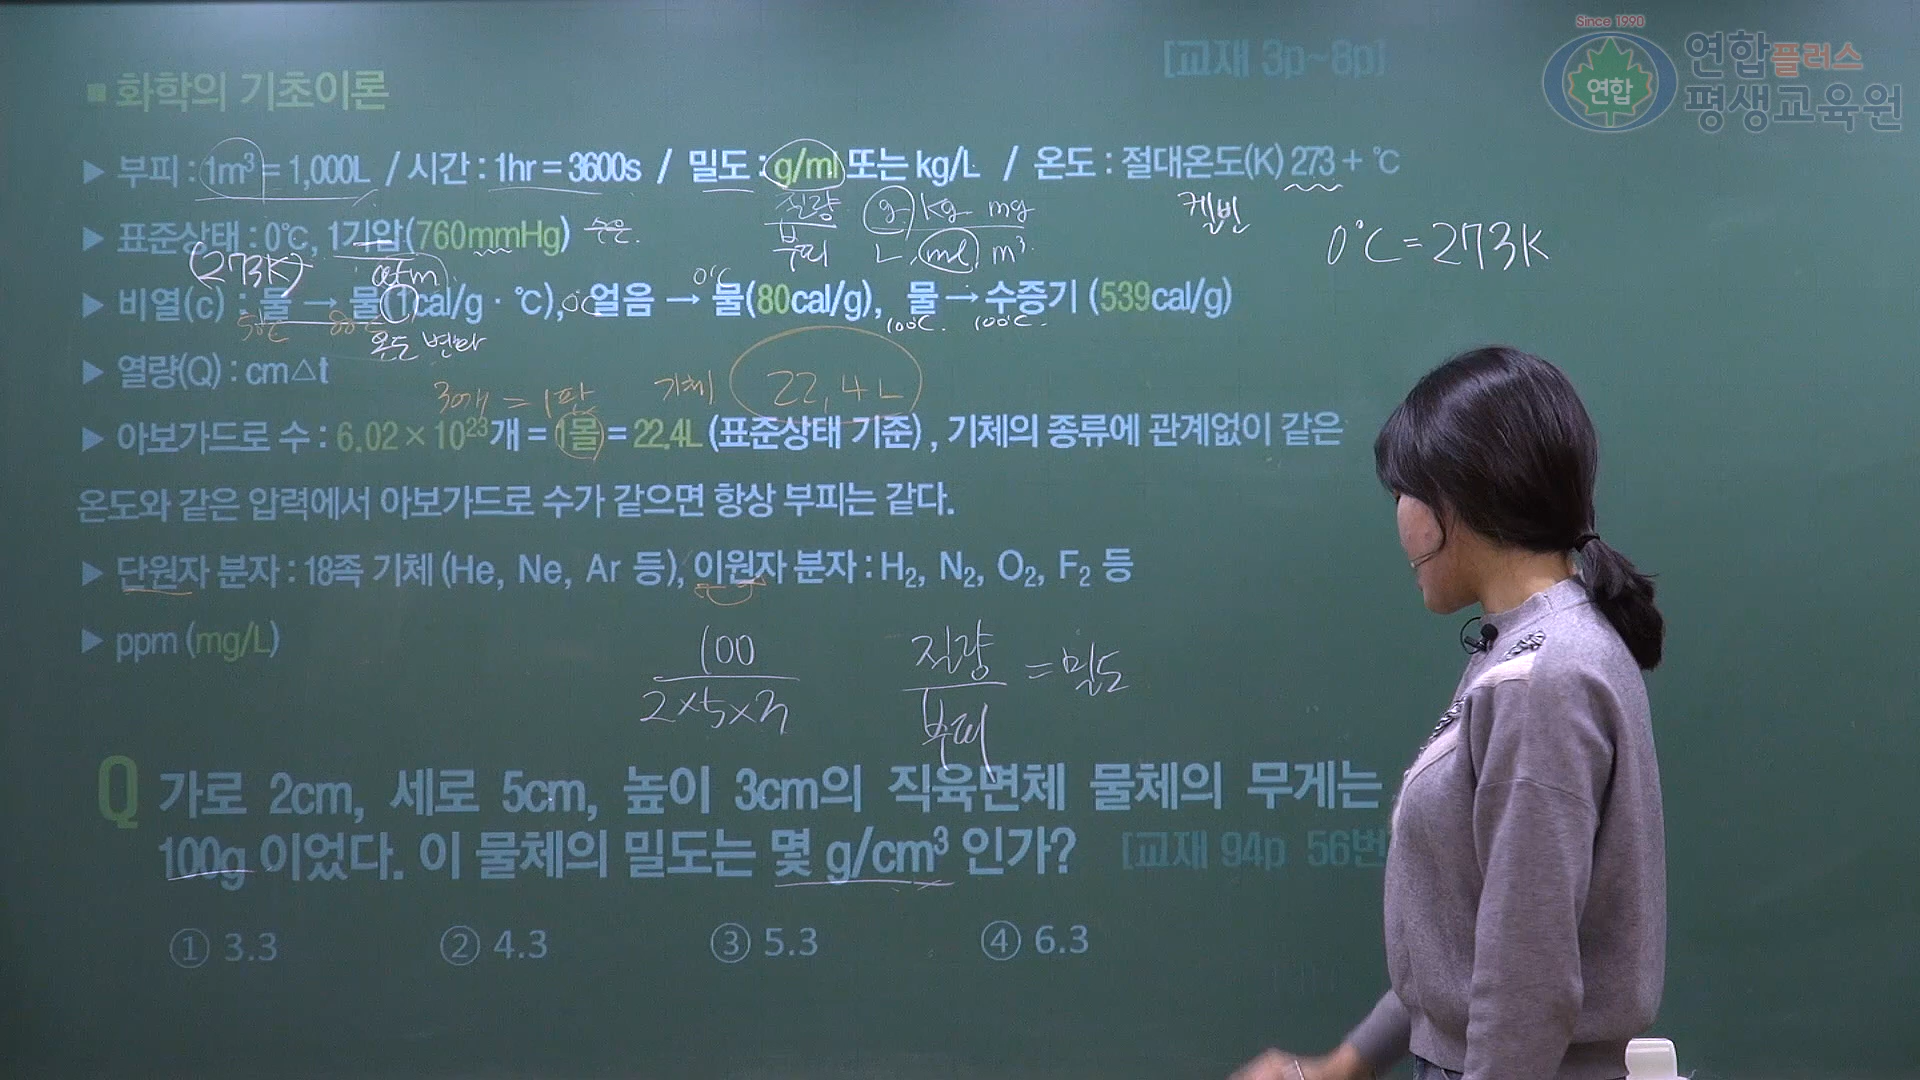 Since 1990
연합플러스
연합
평생교육원
[교재 3p~8p]
■ 화학의 기초이론
▶ 부피 : 1m³ = 1,000L / 시간 : 1hr = 3600s / 밀도 : g/ml 또는 kg/L / 온도 : 절대온도(K) 273 + ℃
질량
부피
g kg mg
L, ml, m³.
켈빈
0℃ = 273K
▶ 표준상태 : 0℃, 1기압(760mmHg) 수은.
(273K)
atm
0℃
▶ 비열(c) : 물 → 물(1cal/g · ℃), 0℃ 얼음 → 물(80cal/g), 물 → 수증기 (539cal/g)
50℃ 80℃
100℃. 100℃.
온도 변화
▶ 열량(Q) : cm△t
30개 = 1판
기체 22.4L
▶ 아보가드로 수 : 6.02 × 10²³개 = 1몰 = 22.4L (표준상태 기준) , 기체의 종류에 관계없이 같은
온도와 같은 압력에서 아보가드로 수가 같으면 항상 부피는 같다.
▶ 단원자 분자 : 18족 기체 (He, Ne, Ar 등), 이원자 분자 : H₂, N₂, O₂, F₂ 등
▶ ppm (mg/L)
100
2×5×3
질량
부피
= 밀도
Q 가로 2cm, 세로 5cm, 높이 3cm의 직육면체 물체의 무게는
100g 이었다. 이 물체의 밀도는 몇 g/cm³ 인가? [교재 94p 56번
① 3.3 ② 4.3 ③ 5.3 ④ 6.3